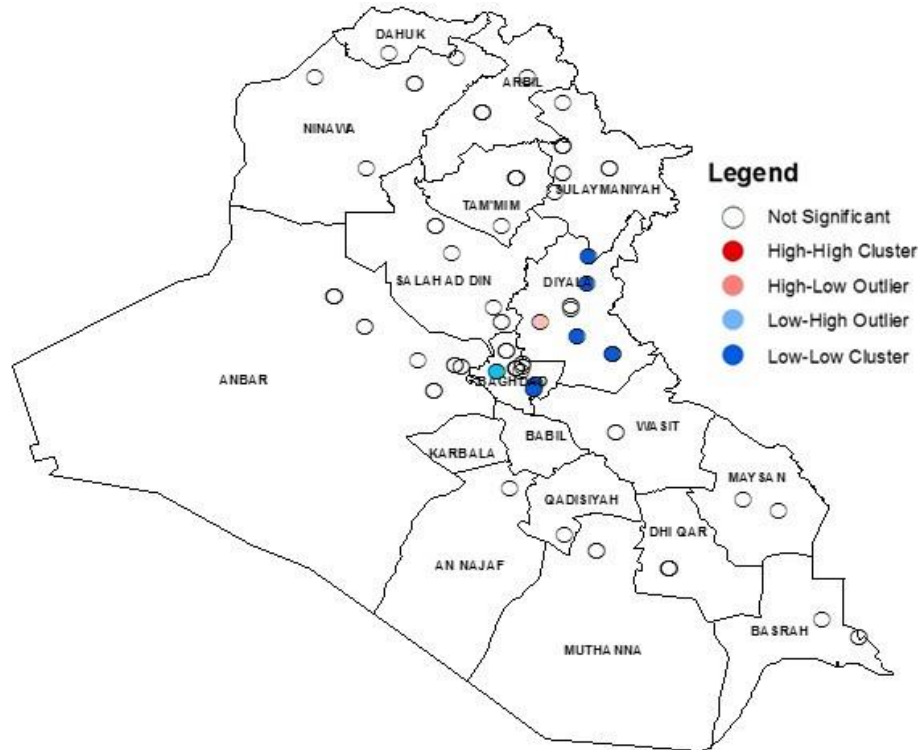 DAHUK
ARBIL
NINAWA
SULAYMANIYAH
TAM'MIM
SALAH AD DIN
DIYALA
ANBAR
BAGHDAD
BABIL
WASIT
KARBALA
MAYSAN
QADISIYAH
DHI QAR
AN NAJAF
BASRAH
MUTHANNA
Legend
Not Significant
High-High Cluster
High-Low Outlier
Low-High Outlier
Low-Low Cluster